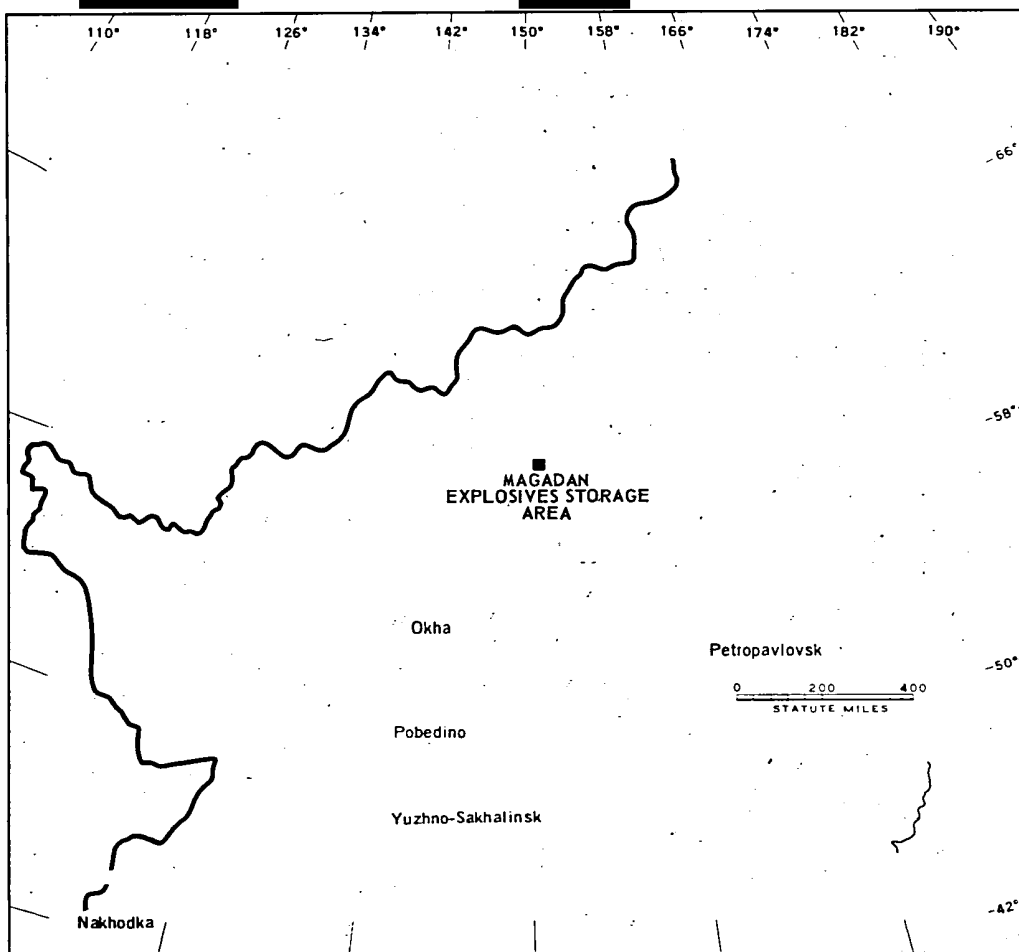 110° 118° 126° 134° 142° 150° 158° 166° 174° 182° 190°
66°
58°
MAGADAN
EXPLOSIVES STORAGE
AREA
Okha
Petropavlovsk
50°
0 200 400
STATUTE MILES
Pobedino
Yuzhno-Sakhalinsk
42°
Nakhodka